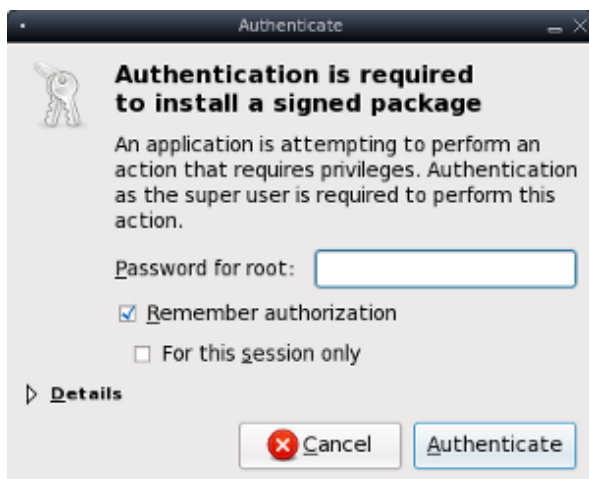 Authenticate
Authentication is required
to install a signed package
An application is attempting to perform an
action that requires privileges. Authentication
as the super user is required to perform this
action.
Password for root:
Remember authorization
For this session only
Details
Cancel
Authenticate